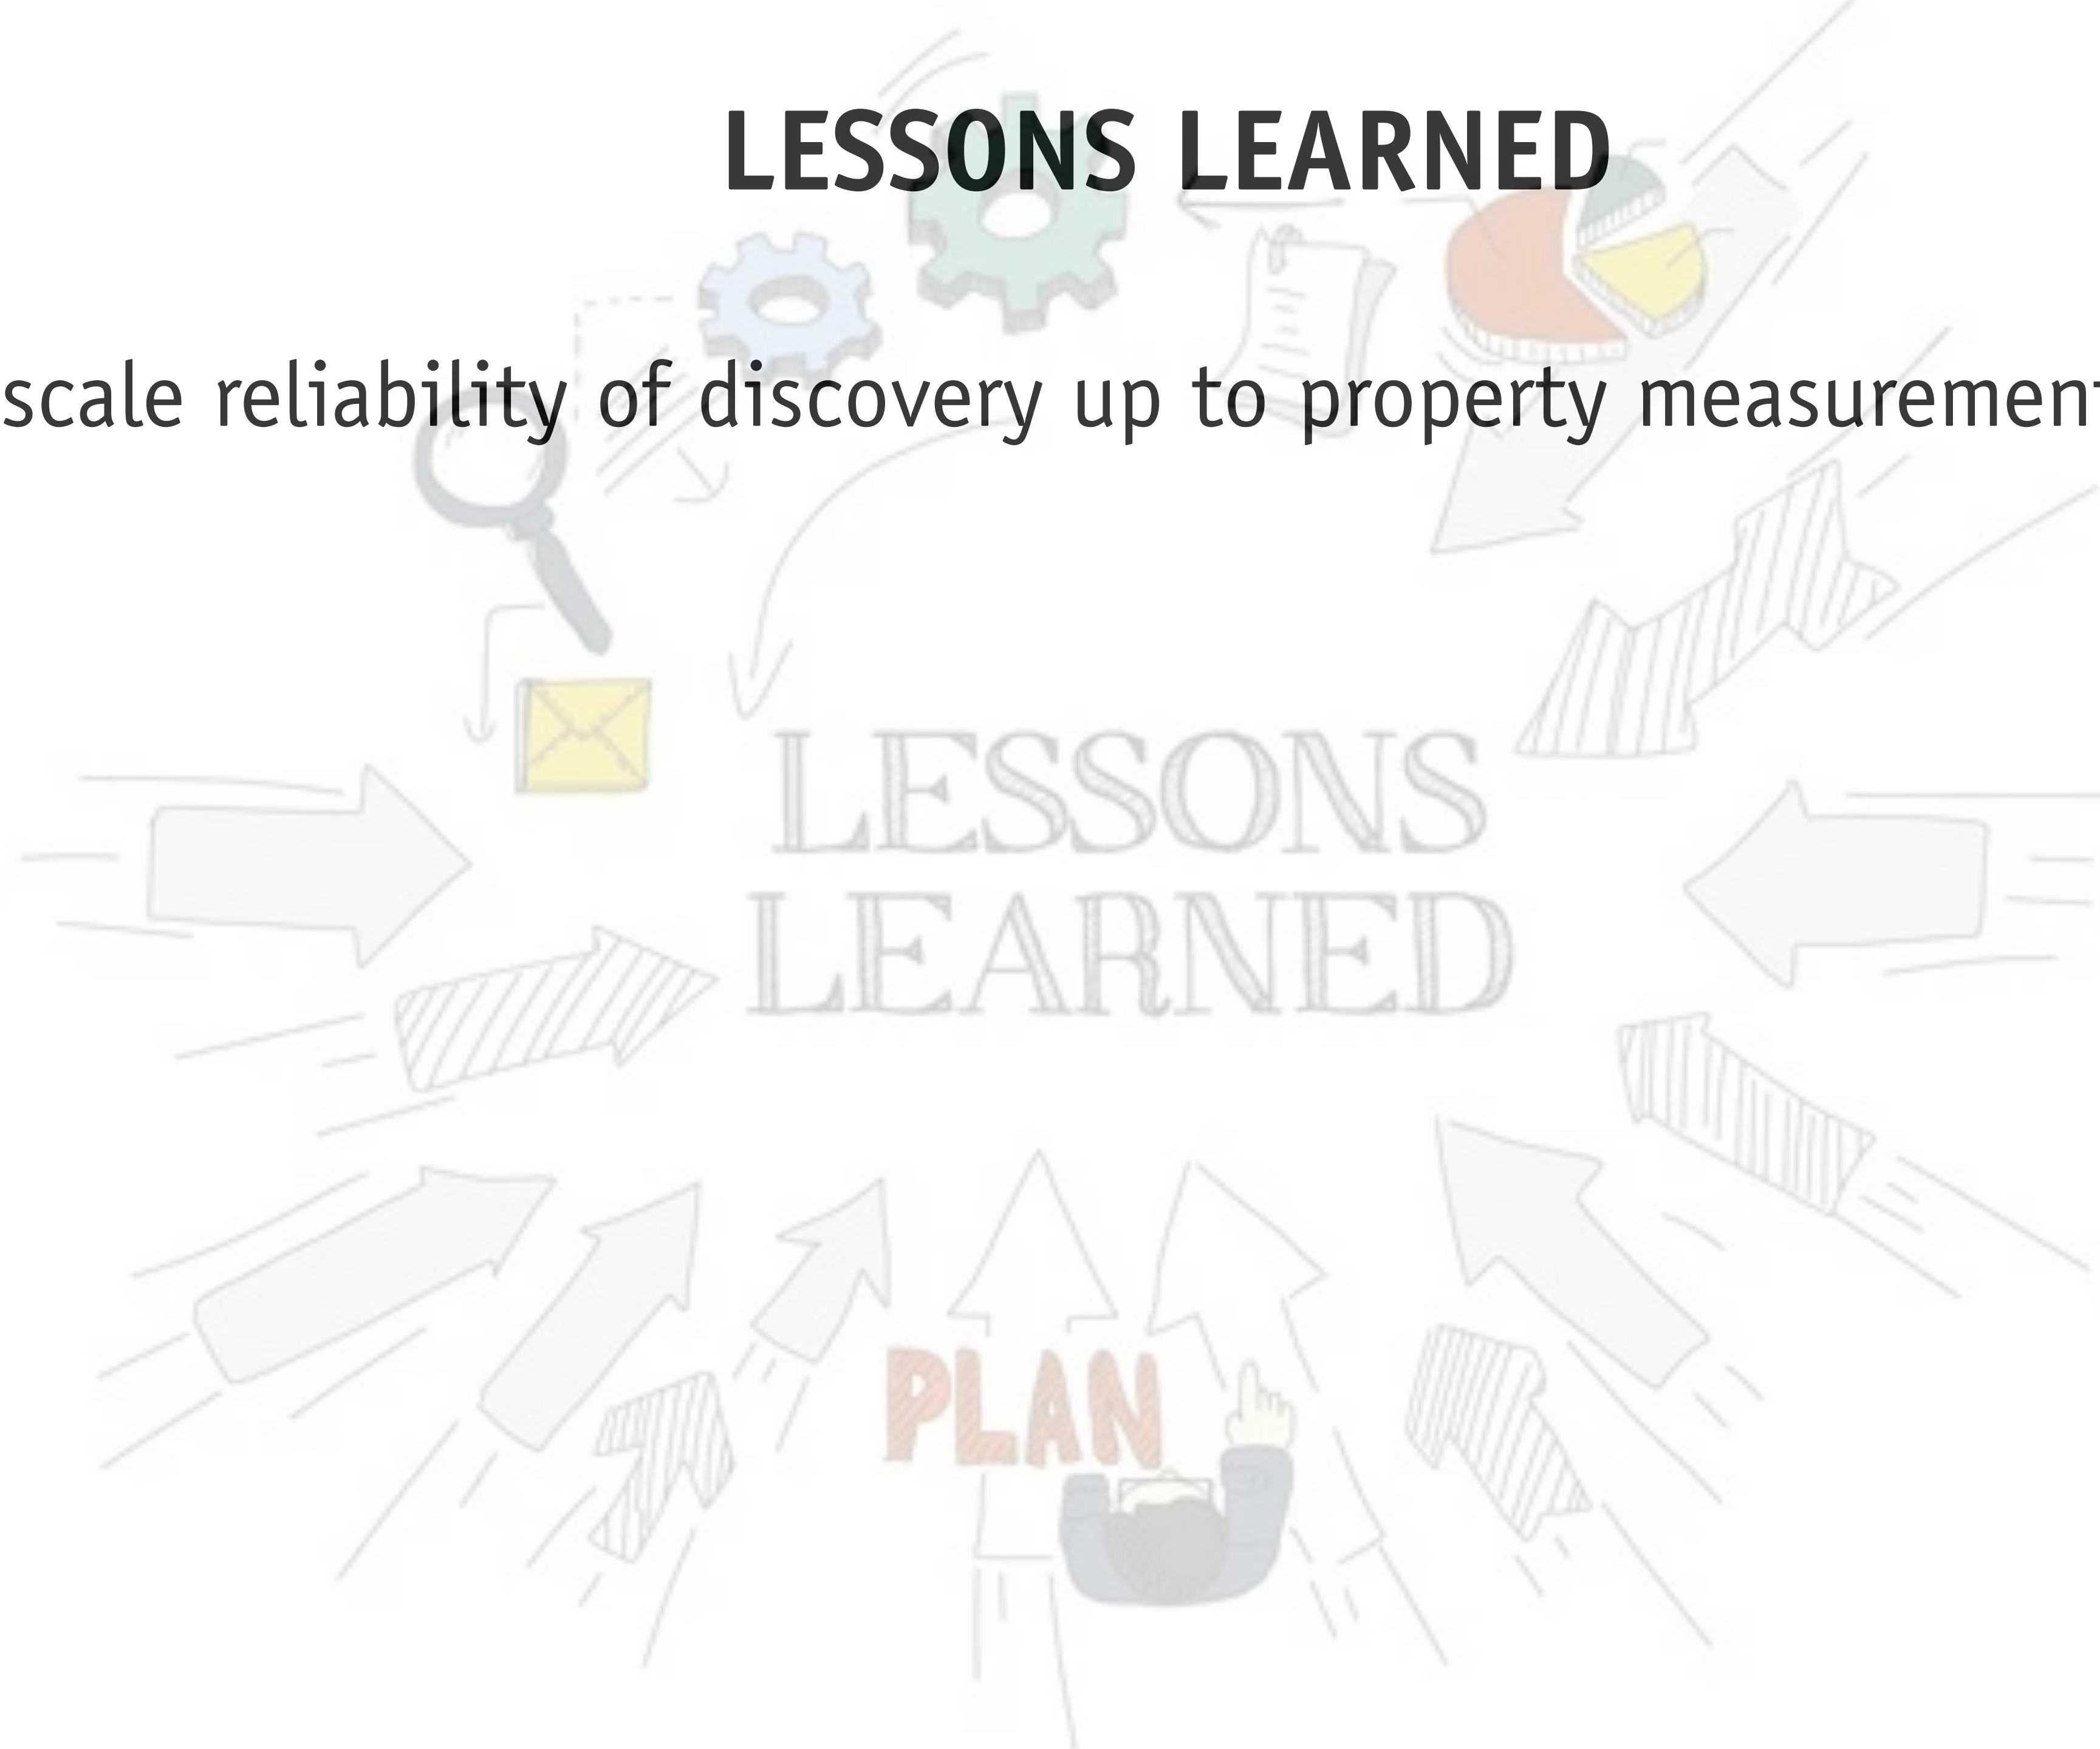 LESSONS LEARNED
scale reliability of discovery up to property measurement
LESSONS
LEARNED
PLAN